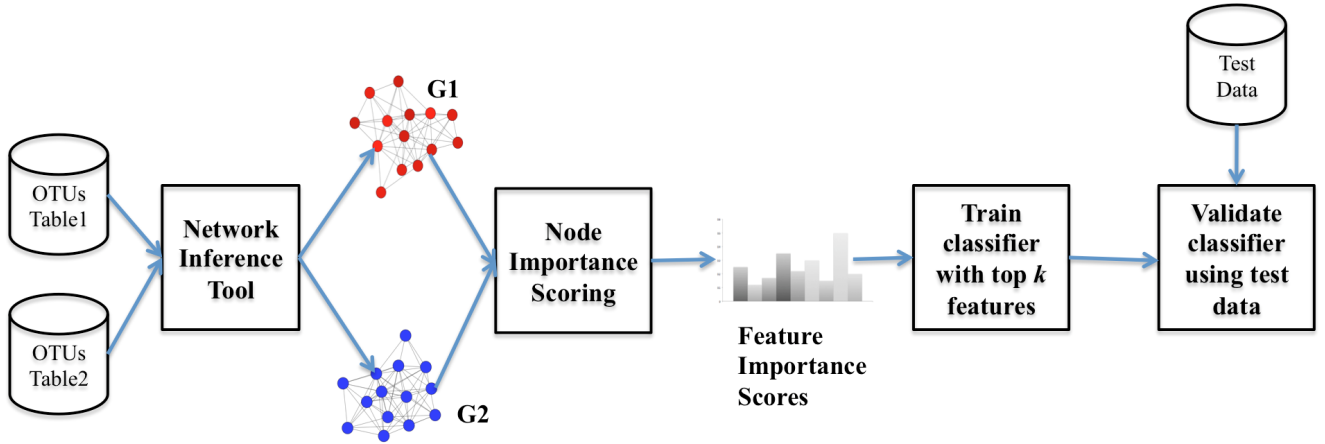 OTUs
Table1
OTUs
Table2
Network
Inference
Tool
G1
G2
Node
Importance
Scoring
Feature
Importance
Scores
Train
classifier
with top k
features
Test
Data
Validate
classifier
using test
data